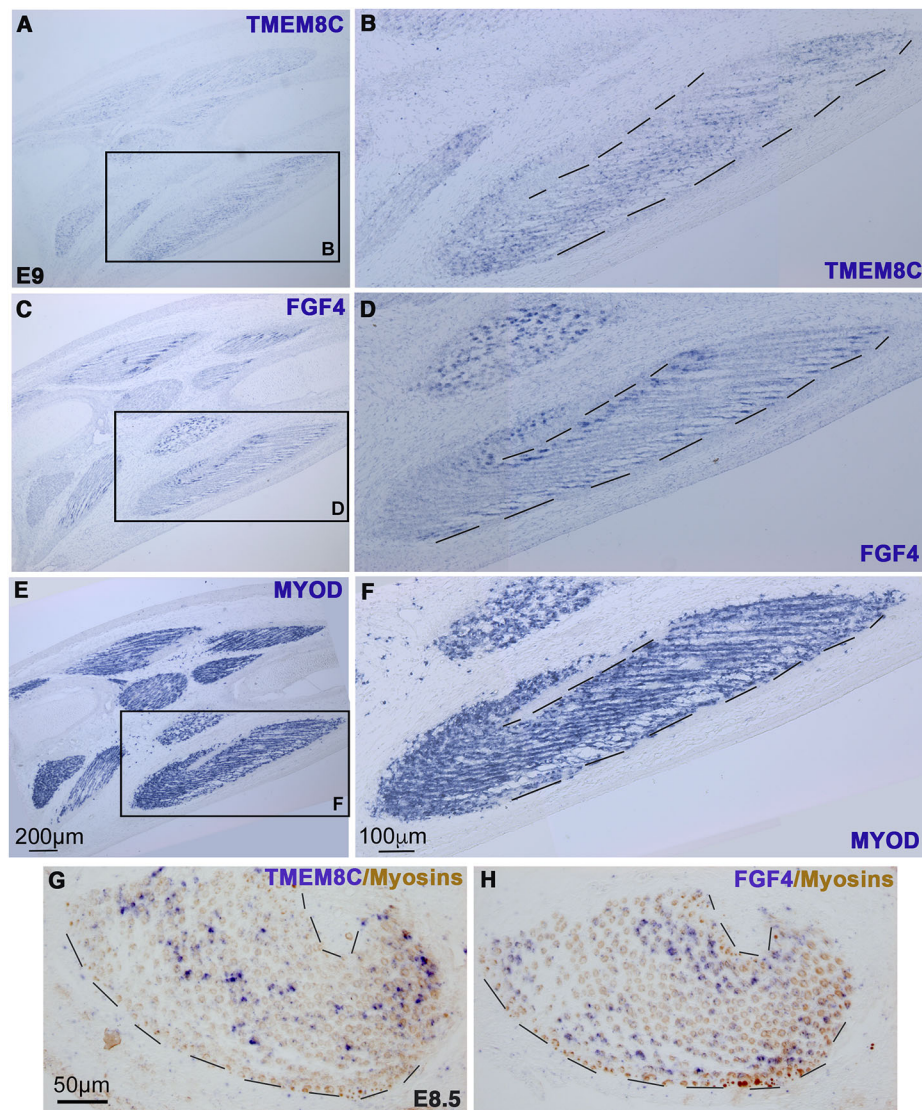 A TMEM8C
B
B
E9
TMEM8C
C FGF4
D
D
FGF4
E MYOD
F
F
200µm
100µm
MYOD
G TMEM8C/Myosins
H FGF4/Myosins
50µm
E8.5